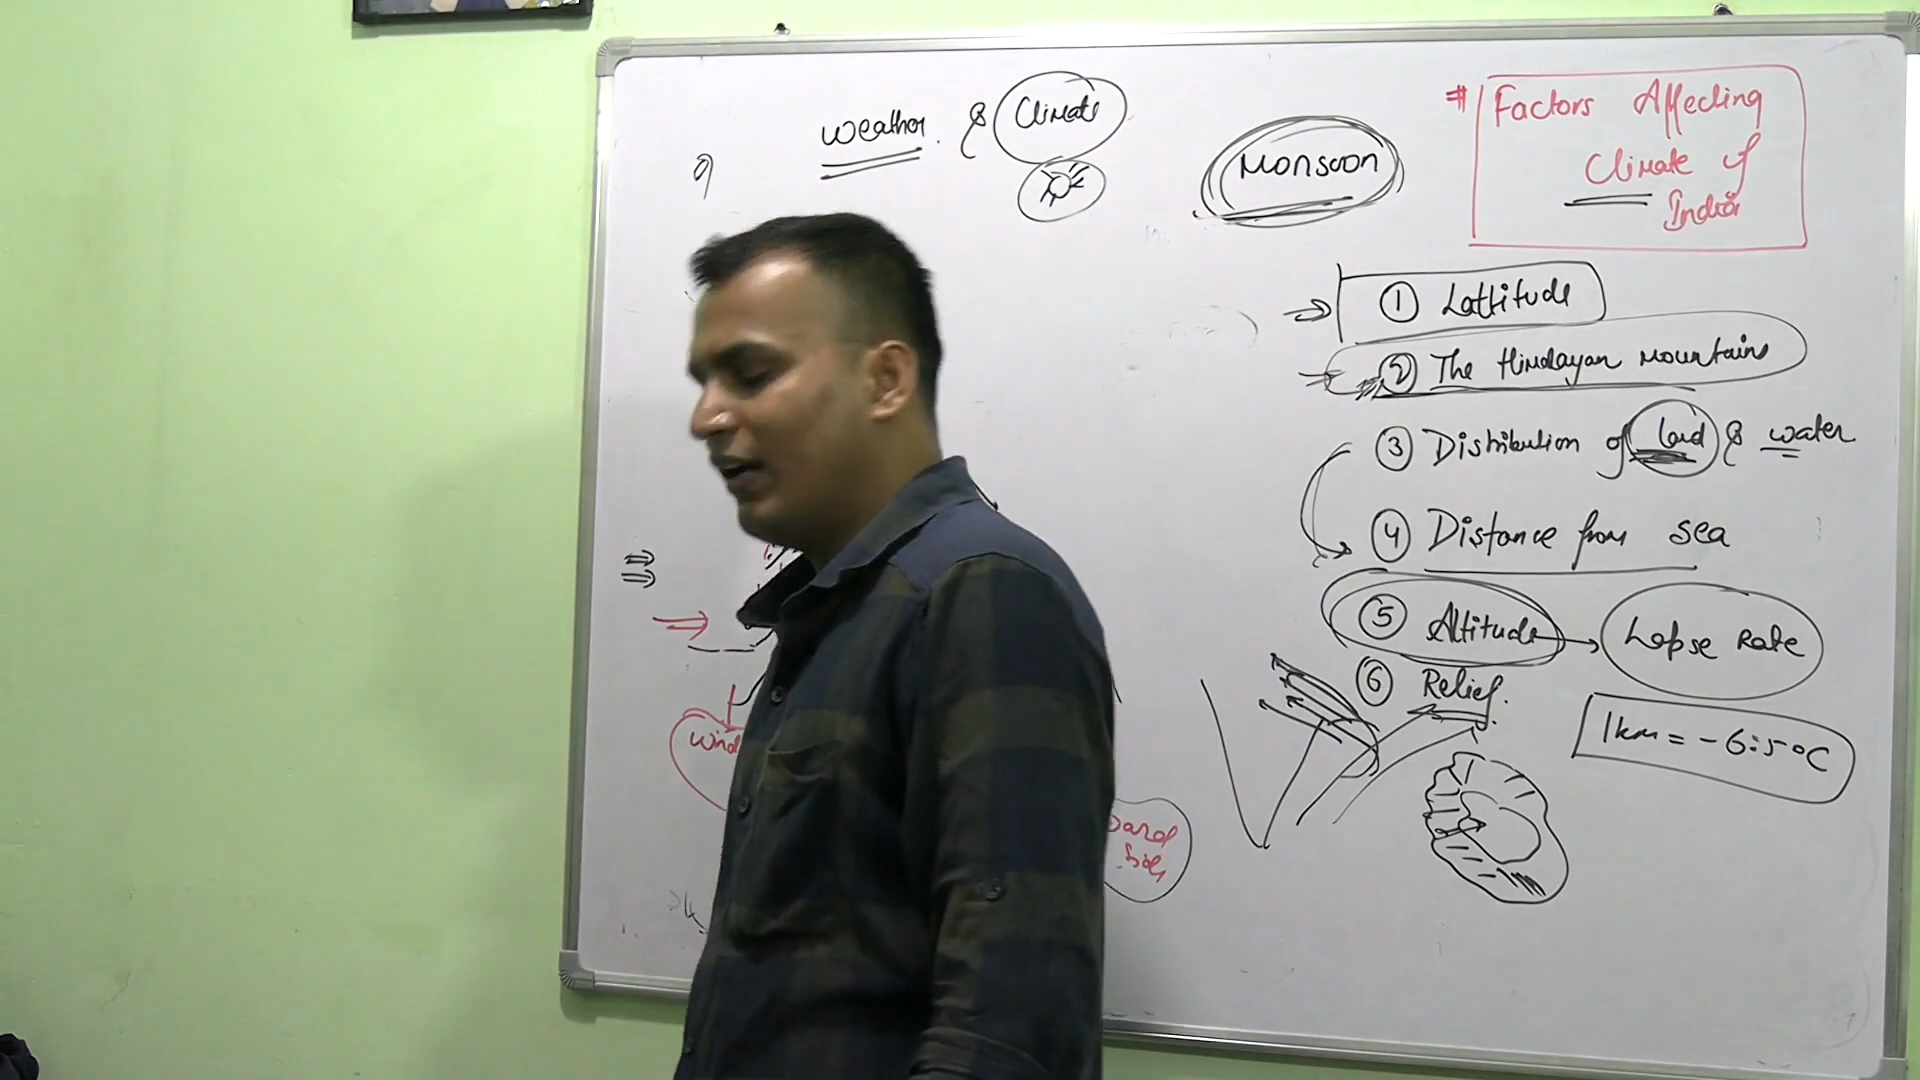 Weather & Climate
Monsoon
# Factors Affecting
Climate of
India
① Lattitude
② The Himalayan mountains
③ Distribution of land & water
④ Distance from sea
⑤ Altitude → Lapse Rate
⑥ Relief.
1km = -6.5°C